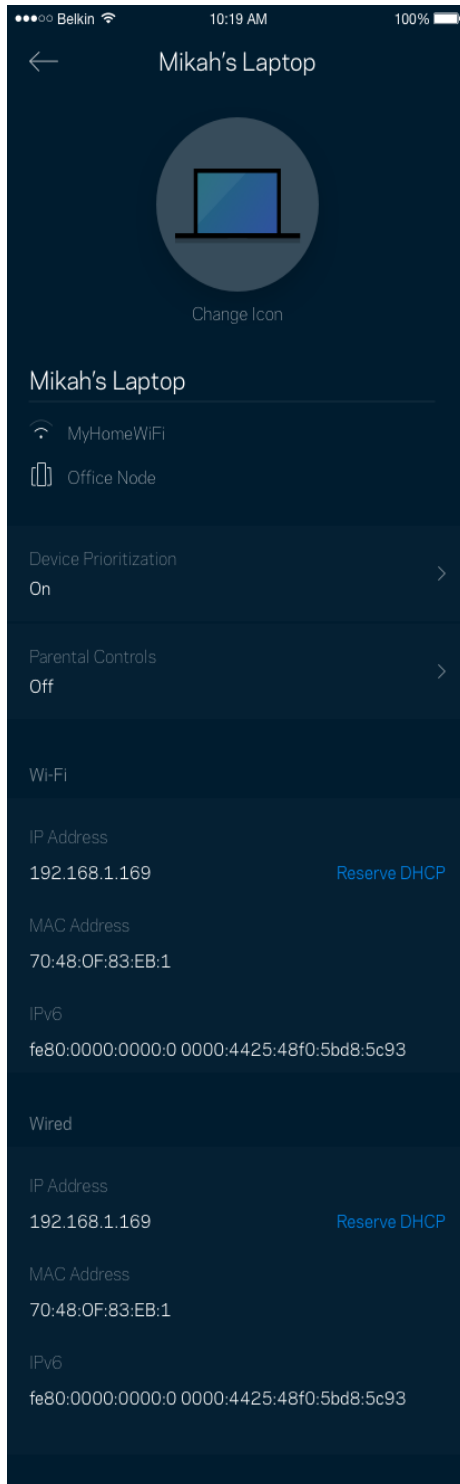 Belkin 10:19 AM 100%
Mikah's Laptop
Change Icon
Mikah's Laptop
MyHomeWiFi
Office Node
Device Prioritization
On
Parental Controls
Off
Wi-Fi
IP Address
192.168.1.169 Reserve DHCP
MAC Address
70:48:0F:83:EB:1
IPv6
fe80:0000:0000:0 0000:4425:48f0:5bd8:5c93
Wired
IP Address
192.168.1.169 Reserve DHCP
MAC Address
70:48:0F:83:EB:1
IPv6
fe80:0000:0000:0 0000:4425:48f0:5bd8:5c93